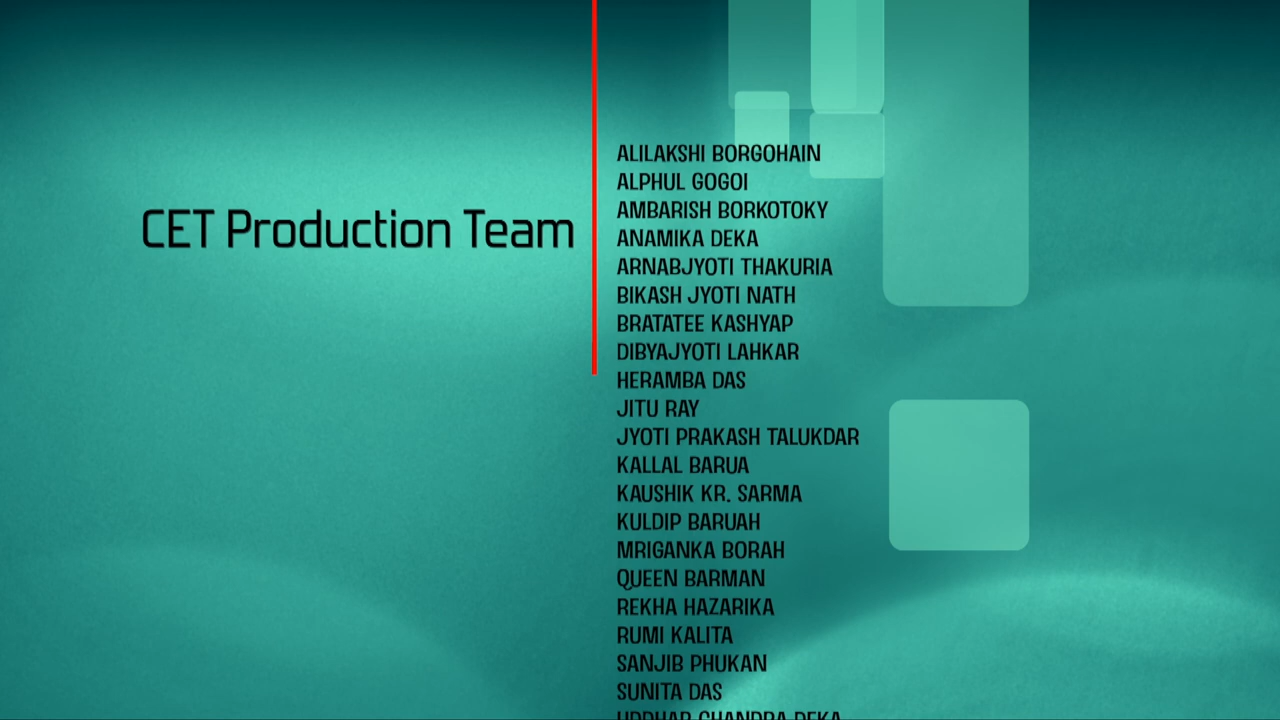 CET Production Team
ALILAKSHI BORGOHAIN
ALPHUL GOGOI
AMBARISH BORKOTOKY
ANAMIKA DEKA
ARNABJYOTI THAKURIA
BIKASH JYOTI NATH
BRATATEE KASHYAP
DIBYAJYOTI LAHKAR
HERAMBA DAS
JITU RAY
JYOTI PRAKASH TALUKDAR
KALLAL BARUA
KAUSHIK KR. SARMA
KULDIP BARUAH
MRIGANKA BORAH
QUEEN BARMAN
REKHA HAZARIKA
RUMI KALITA
SANJIB PHUKAN
SUNITA DAS
CHANDRA DEKA